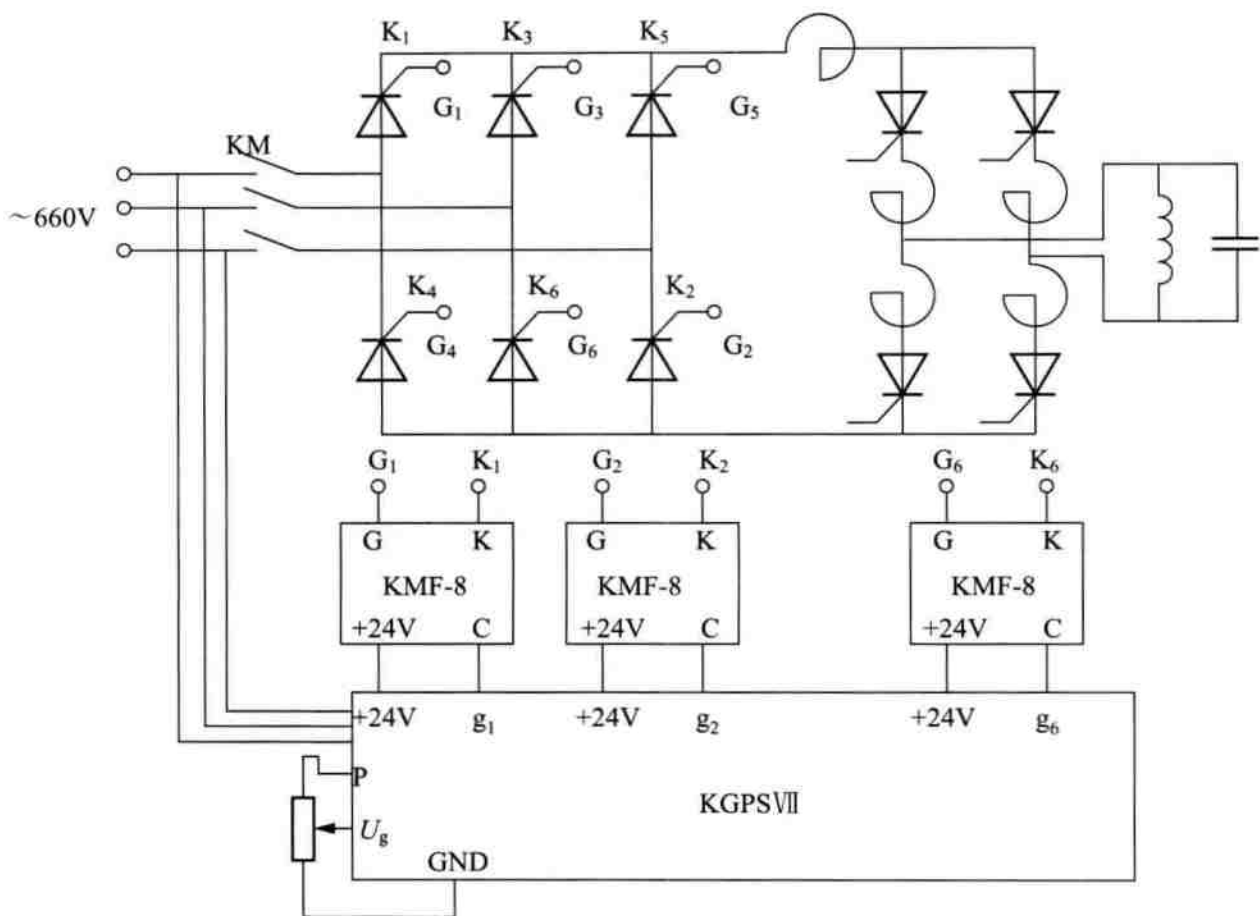 K₁ K₃ K₅
G₁ G₃ G₅
KM
～660V
K₄ K₆ K₂
G₄ G₆ G₂
G₁ K₁ G₂ K₂ G₆ K₆
G K G K G K
KMF-8 KMF-8 KMF-8
+24V C +24V C +24V C
+24V g₁ +24V g₂ +24V g₆
P
KGPSⅦ
U_g
GND